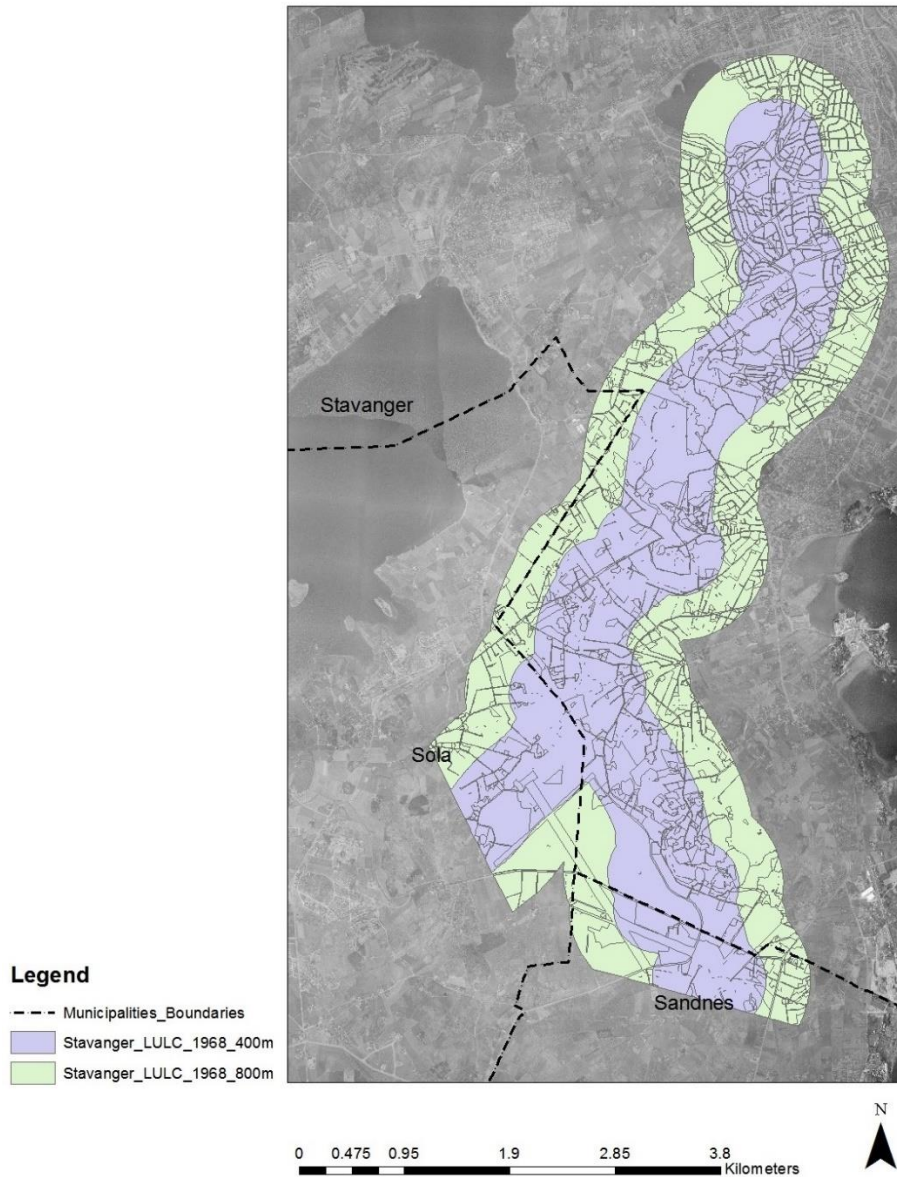 Stavanger
Sola
Sandnes
Legend
Municipalities_Boundaries
Stavanger_LULC_1968_400m
Stavanger_LULC_1968_800m
N
0 0.475 0.95 1.9 2.85 3.8
Kilometers